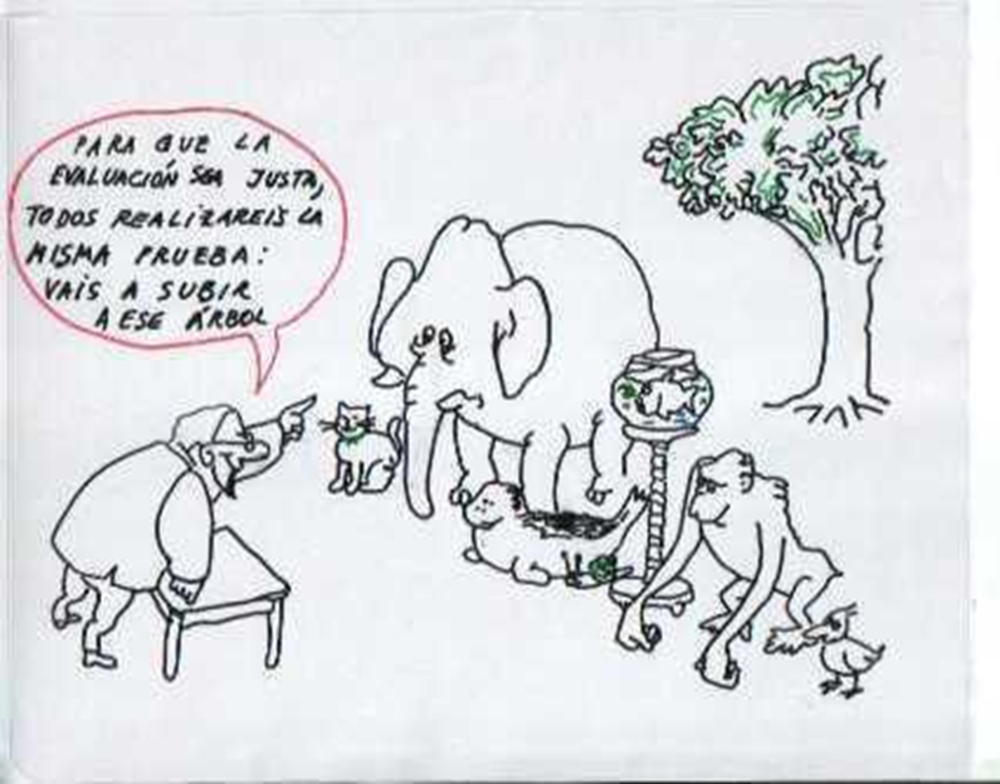 PARA QUE LA
EVALUACIÓN SEA JUSTA,
TODOS REALIZAREIS LA
MISMA PRUEBA:
VAIS A SUBIR
A ESE ÁRBOL